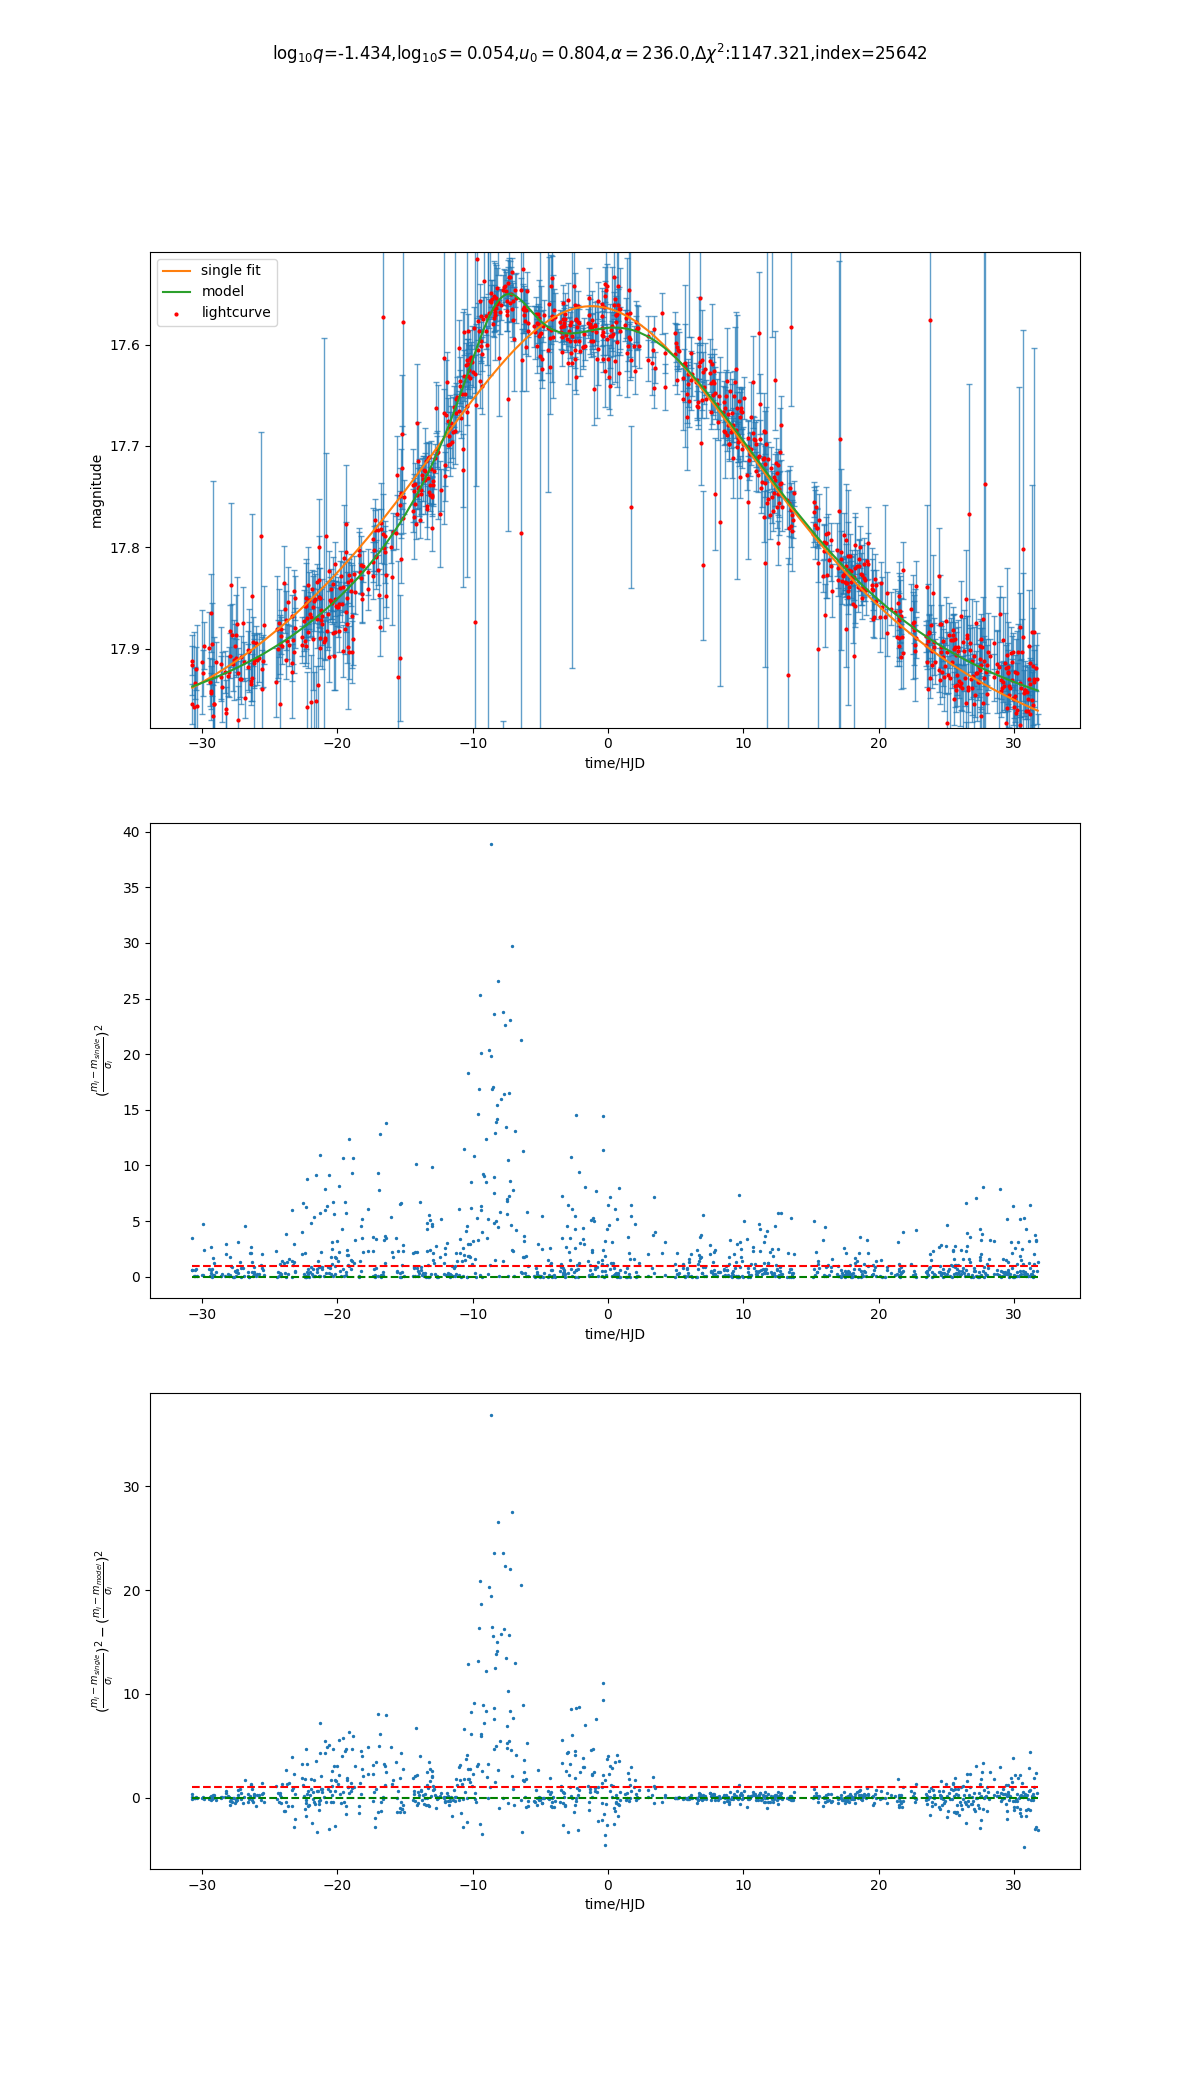 log₁₀q=-1.434,log₁₀s = 0.054,u₀ = 0.804,α = 236.0,Δχ²:1147.321,index=25642
single fit
model
lightcurve
magnitude
17.6
17.7
17.8
17.9
−30 −20 −10 0 10 20 30
time/HJD
(mᵢ − m_single / σᵢ)²
40
35
30
25
20
15
10
5
0
−30 −20 −10 0 10 20 30
time/HJD
(mᵢ − m_single / σᵢ)² − (mᵢ − m_model / σᵢ)²
30
20
10
0
−30 −20 −10 0 10 20 30
time/HJD